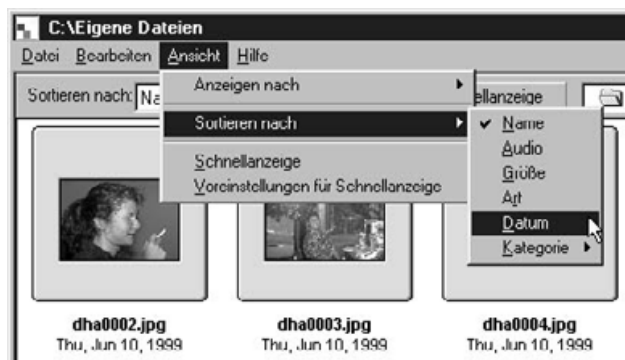 C:\Eigene Dateien
Datei Bearbeiten Ansicht Hilfe
Anzeigen nach
Sortieren nach: Na
ellanzeige
Sortieren nach
Schnellanzeige
Voreinstellungen für Schnellanzeige
Name
Audio
Größe
Art
Datum
Kategorie
dha0002.jpg dha0003.jpg dha0004.jpg
Thu, Jun 10, 1999 Thu, Jun 10, 1999 Thu, Jun 10, 1999